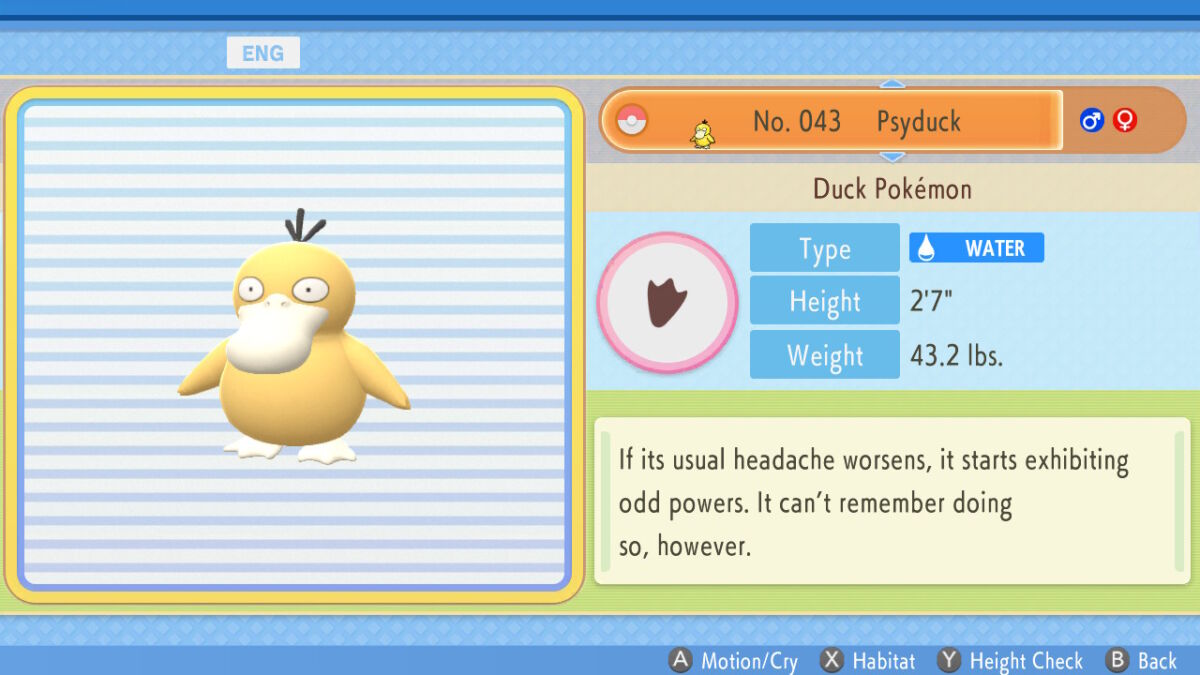 ENG
No. 043 Psyduck
Duck Pokémon
Type WATER
Height 2'7"
Weight 43.2 lbs.
If its usual headache worsens, it starts exhibiting
odd powers. It can't remember doing
so, however.
A Motion/Cry X Habitat Y Height Check B Back